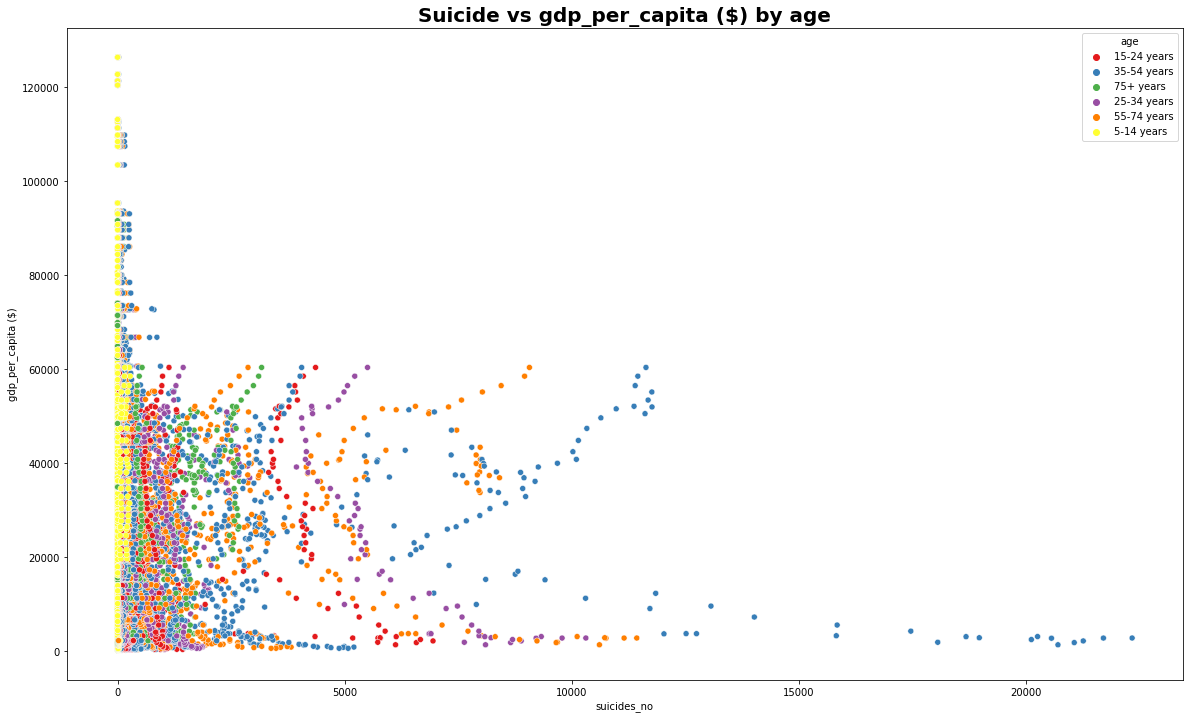 Suicide vs gdp_per_capita ($) by age
age
15-24 years
35-54 years
75+ years
25-34 years
55-74 years
5-14 years
gdp_per_capita ($)
120000
100000
80000
60000
40000
20000
0
0
5000
10000
15000
20000
suicides_no